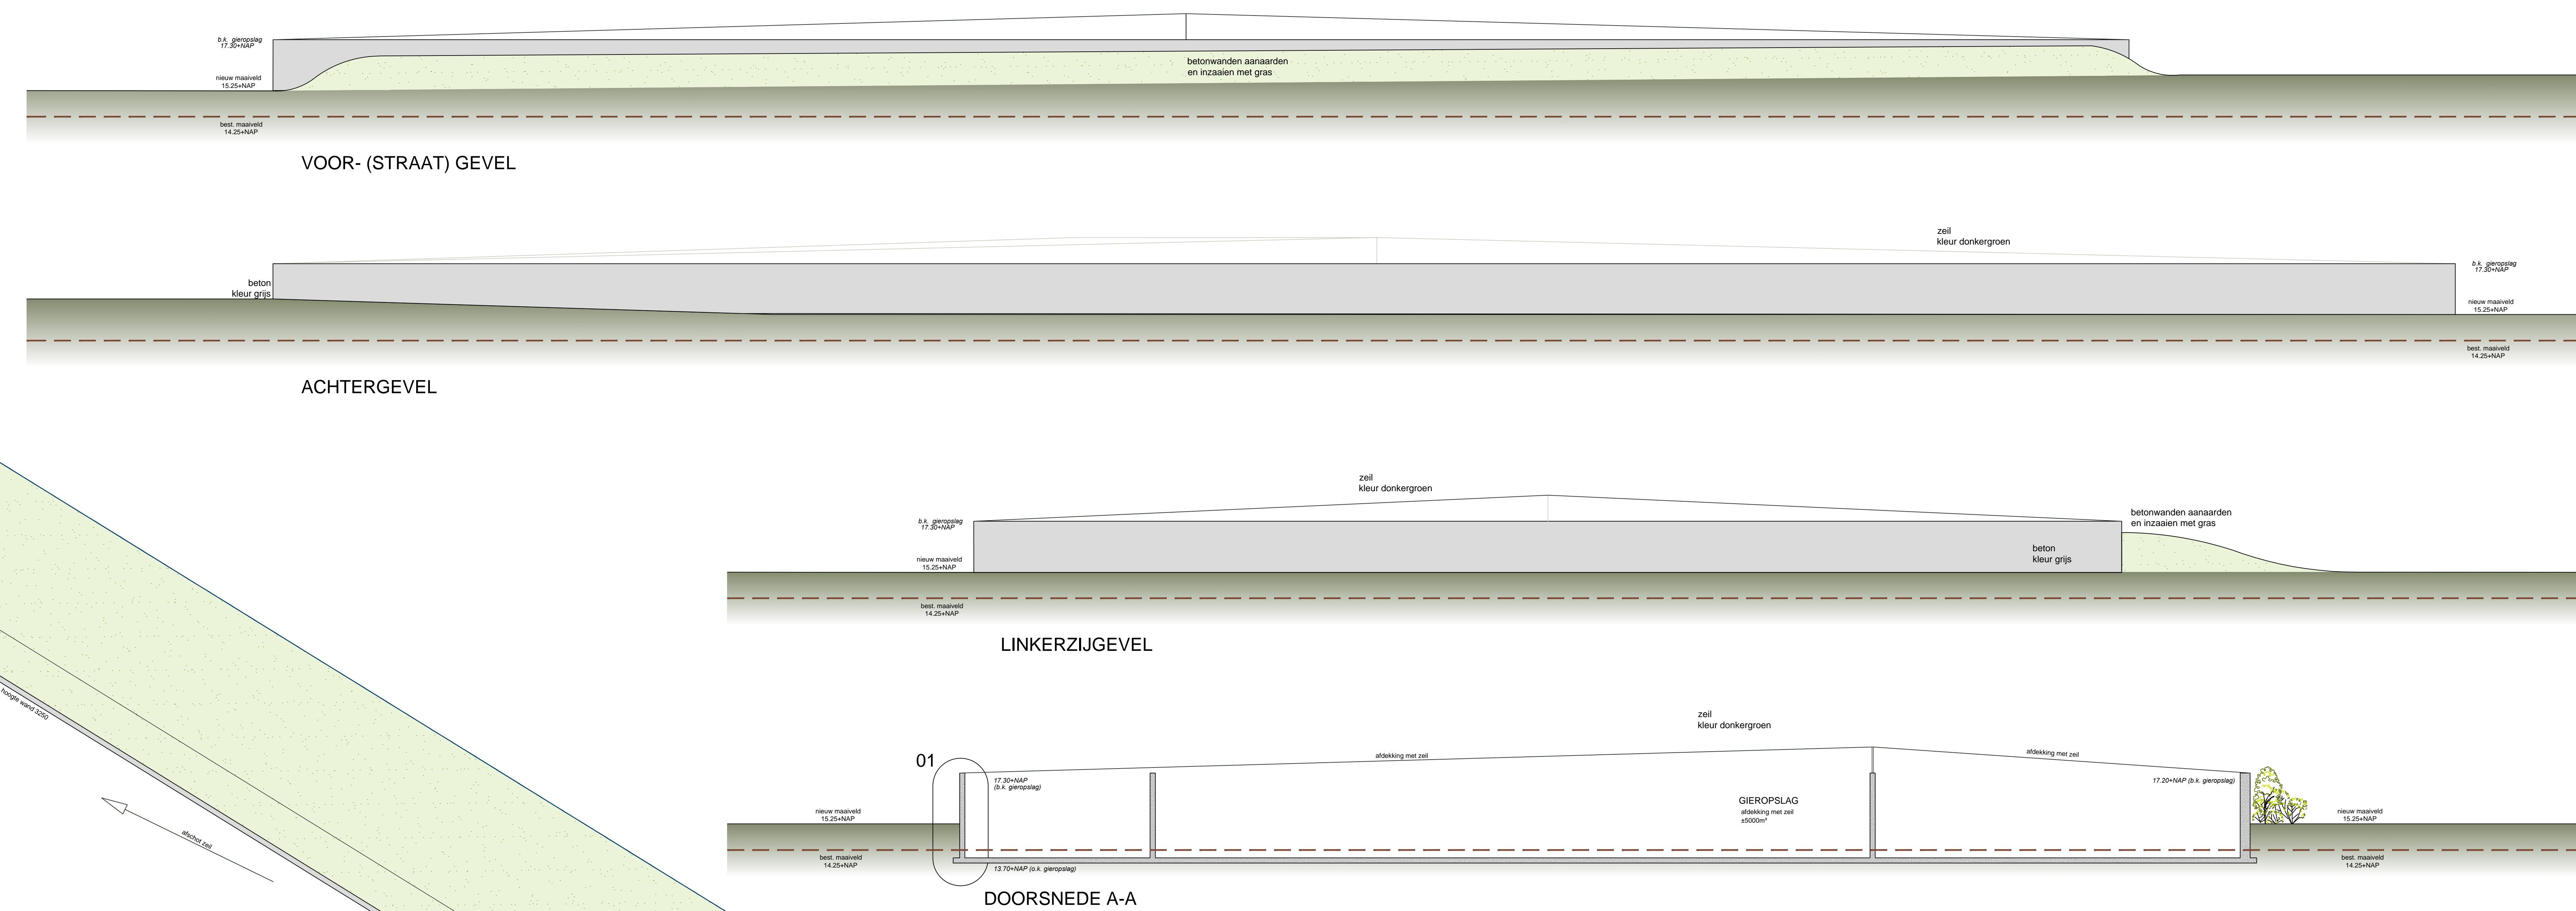 b.k. gieropslag
17.30+NAP
nieuw maaiveld
15.25+NAP
best. maaiveld
14.25+NAP
betonwanden aanaarden
en inzaaien met gras
VOOR- (STRAAT) GEVEL
zeil
kleur donkergroen
beton
kleur grijs
b.k. gieropslag
17.30+NAP
nieuw maaiveld
15.25+NAP
best. maaiveld
14.25+NAP
ACHTERGEVEL
zeil
kleur donkergroen
b.k. gieropslag
17.30+NAP
nieuw maaiveld
15.25+NAP
best. maaiveld
14.25+NAP
beton
kleur grijs
betonwanden aanaarden
en inzaaien met gras
LINKERZIJGEVEL
hoogte wand 3250
afschot zeil
zeil
kleur donkergroen
01
afdekking met zeil
afdekking met zeil
17.30+NAP
(b.k. gieropslag)
17.20+NAP (b.k. gieropslag)
GIEROPSLAG
afdekking met zeil
±5000m³
nieuw maaiveld
15.25+NAP
best. maaiveld
14.25+NAP
nieuw maaiveld
15.25+NAP
best. maaiveld
14.25+NAP
13.70+NAP (o.k. gieropslag)
DOORSNEDE A-A